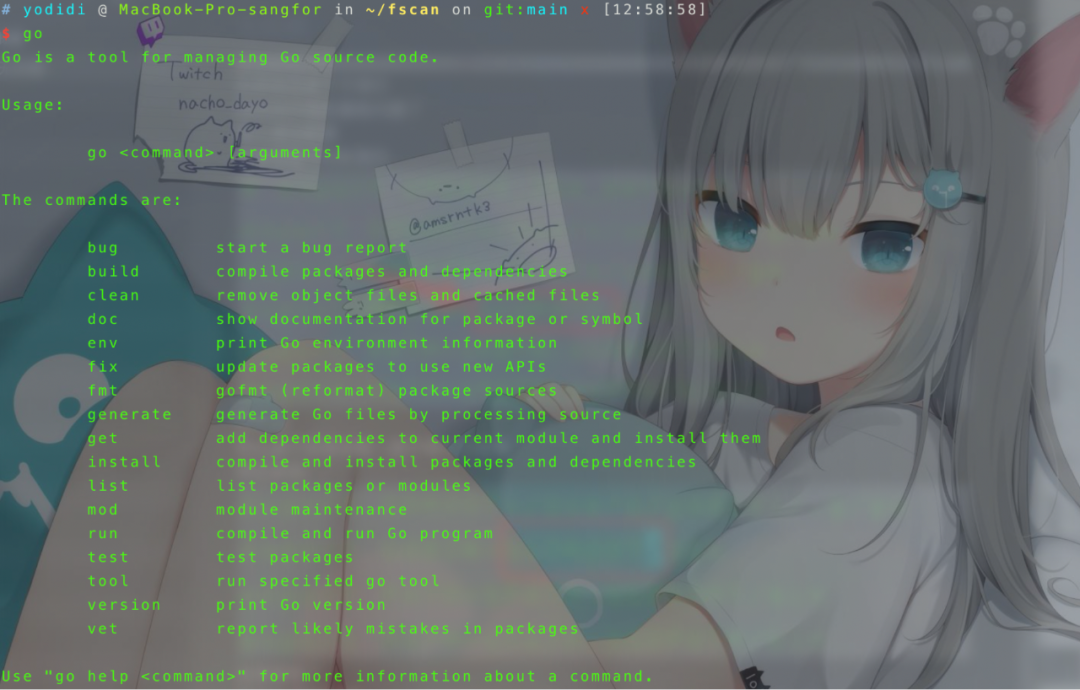 # yodidi @ MacBook-Pro-sangfor in ~/fscan on git:main x [12:58:58]
$ go
Go is a tool for managing Go source code.
Usage:
go <command> [arguments]
The commands are:
bug start a bug report
build compile packages and dependencies
clean remove object files and cached files
doc show documentation for package or symbol
env print Go environment information
fix update packages to use new APIs
fmt gofmt (reformat) package sources
generate generate Go files by processing source
get add dependencies to current module and install them
install compile and install packages and dependencies
list list packages or modules
mod module maintenance
run compile and run Go program
test test packages
tool run specified go tool
version print Go version
vet report likely mistakes in packages
Use "go help <command>" for more information about a command.
Twitch
nacho_dayo
@amsrntk3